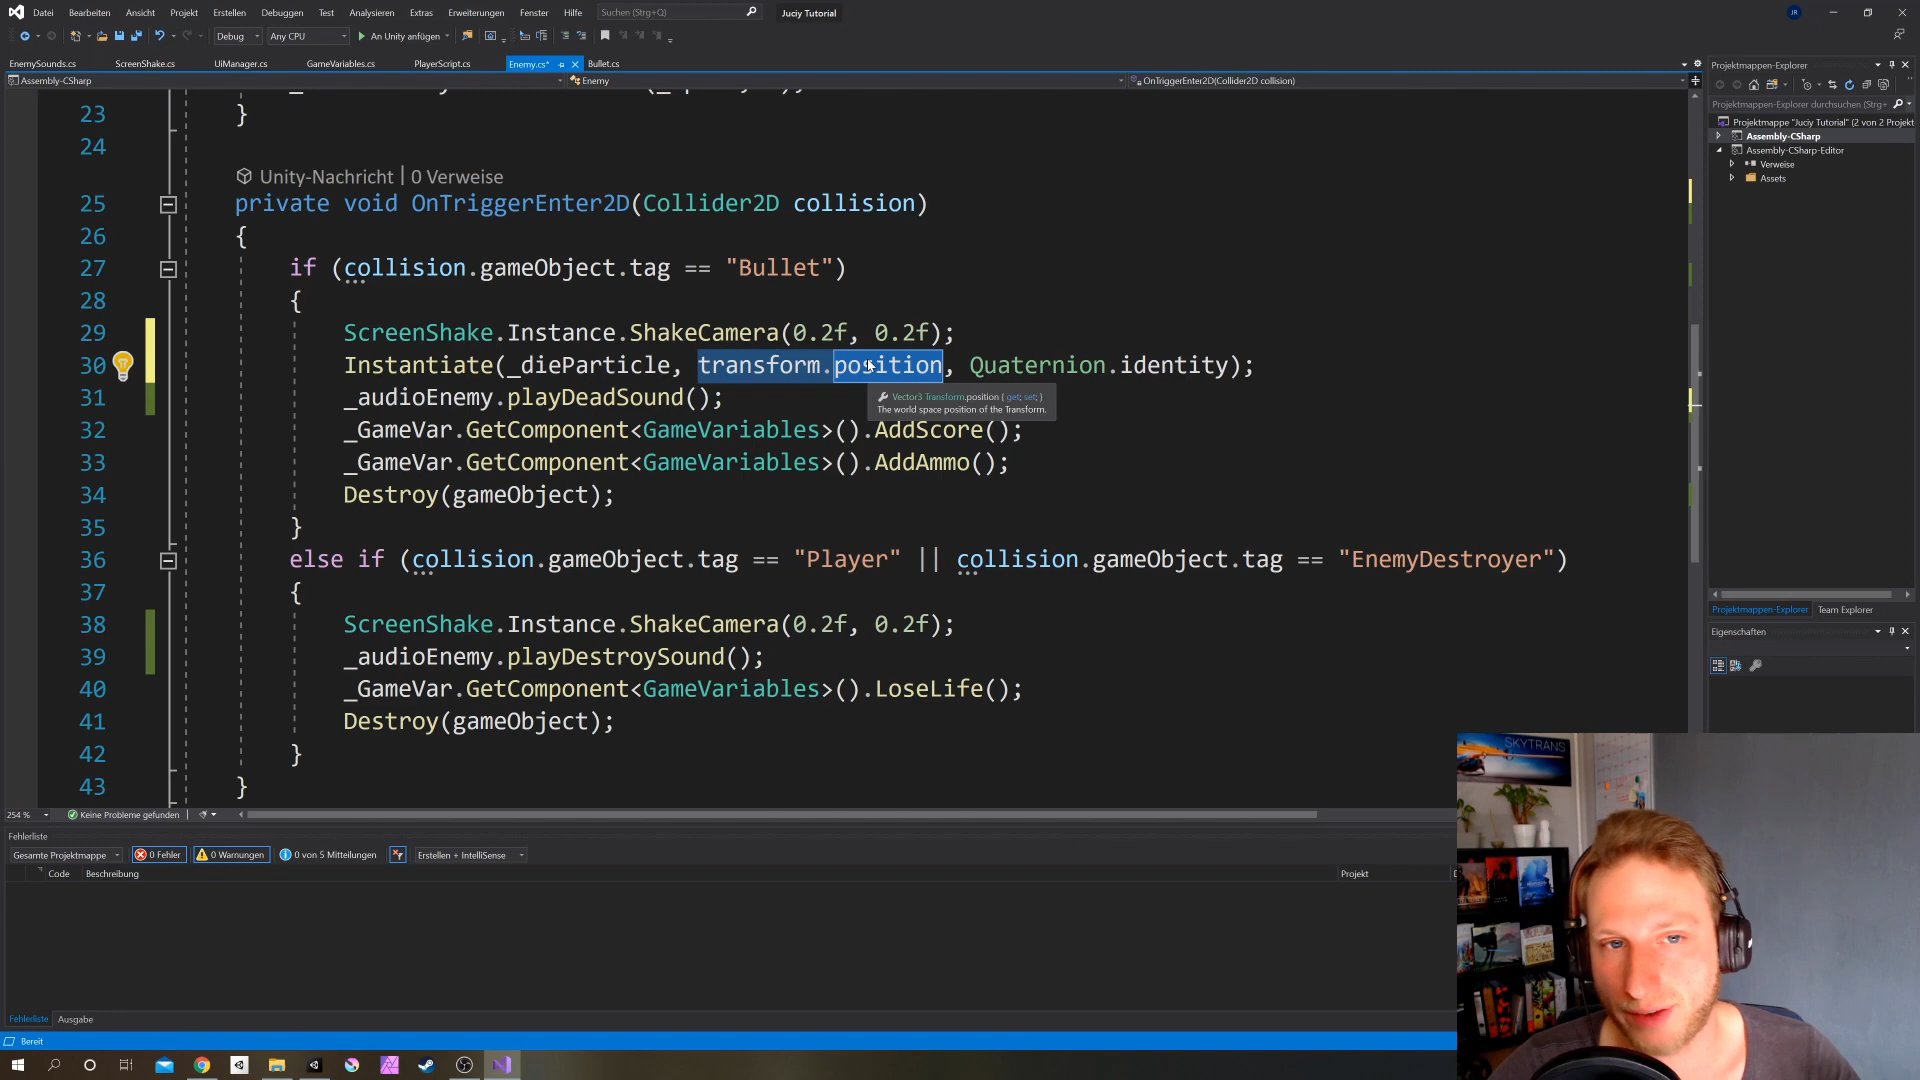 Datei Bearbeiten Ansicht Projekt Erstellen Debuggen Test Analysieren Extras Erweiterungen Fenster Hilfe Suchen (Strg+Q) Juciy Tutorial JR
Debug Any CPU An Unity anfügen
EnemySounds.cs ScreenShake.cs UiManager.cs GameVariables.cs PlayerScript.cs Enemy.cs* Bullet.cs
Assembly-CSharp Enemy OnTriggerEnter2D(Collider2D collision)
23 }
24
Unity-Nachricht | 0 Verweise
25 private void OnTriggerEnter2D(Collider2D collision)
26 {
27 if (collision.gameObject.tag == "Bullet")
28 {
29 ScreenShake.Instance.ShakeCamera(0.2f, 0.2f);
30 Instantiate(_dieParticle, transform.position, Quaternion.identity);
31 _audioEnemy.playDeadSound();
Vector3 Transform.position { get; set; }
The world space position of the Transform.
32 _GameVar.GetComponent<GameVariables>().AddScore();
33 _GameVar.GetComponent<GameVariables>().AddAmmo();
34 Destroy(gameObject);
35 }
36 else if (collision.gameObject.tag == "Player" || collision.gameObject.tag == "EnemyDestroyer")
37 {
38 ScreenShake.Instance.ShakeCamera(0.2f, 0.2f);
39 _audioEnemy.playDestroySound();
40 _GameVar.GetComponent<GameVariables>().LoseLife();
41 Destroy(gameObject);
42 }
43 }
254 % Keine Probleme gefunden
Fehlerliste
Gesamte Projektmappe 0 Fehler 0 Warnungen 0 von 5 Mitteilungen Erstellen + IntelliSense
Code Beschreibung Projekt
Fehlerliste Ausgabe
Bereit
Projektmappen-Explorer
Projektmappen-Explorer durchsuchen (Strg+
Projektmappe "Juciy Tutorial" (2 von 2 Projekt
Assembly-CSharp
Assembly-CSharp-Editor
Verweise
Assets
Projektmappen-Explorer Team Explorer
Eigenschaften
SKYTRANS